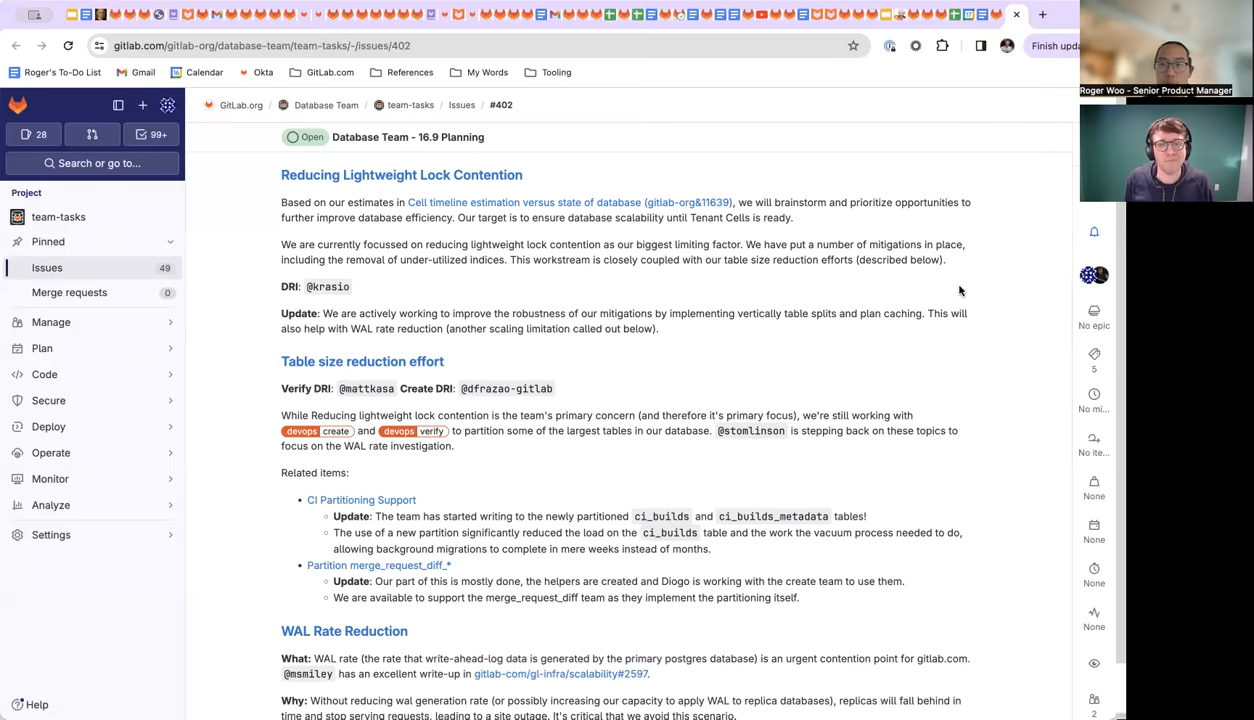 gitlab.com/gitlab-org/database-team/team-tasks/-/issues/402
Finish upda
Roger's To-Do List
Gmail
Calendar
Okta
GitLab.com
References
My Words
Tooling
Roger Woo - Senior Product Manager
28
99+
Search or go to...
Project
team-tasks
Pinned
Issues 49
Merge requests 0
Manage
Plan
Code
Secure
Deploy
Operate
Monitor
Analyze
Settings
Help
GitLab.org / Database Team / team-tasks / Issues / #402
Open Database Team - 16.9 Planning
Reducing Lightweight Lock Contention
Based on our estimates in Cell timeline estimation versus state of database (gitlab-org&11639), we will brainstorm and prioritize opportunities to
further improve database efficiency. Our target is to ensure database scalability until Tenant Cells is ready.
We are currently focussed on reducing lightweight lock contention as our biggest limiting factor. We have put a number of mitigations in place,
including the removal of under-utilized indices. This workstream is closely coupled with our table size reduction efforts (described below).
DRI: @krasio
Update: We are actively working to improve the robustness of our mitigations by implementing vertically table splits and plan caching. This will
also help with WAL rate reduction (another scaling limitation called out below).
Table size reduction effort
Verify DRI: @mattkasa Create DRI: @dfrazao-gitlab
While Reducing lightweight lock contention is the team's primary concern (and therefore it's primary focus), we're still working with
devops create and devops verify to partition some of the largest tables in our database. @stomlinson is stepping back on these topics to
focus on the WAL rate investigation.
Related items:
• CI Partitioning Support
Update: The team has started writing to the newly partitioned ci_builds and ci_builds_metadata tables!
The use of a new partition significantly reduced the load on the ci_builds table and the work the vacuum process needed to do,
allowing background migrations to complete in mere weeks instead of months.
• Partition merge_request_diff_*
Update: Our part of this is mostly done, the helpers are created and Diogo is working with the create team to use them.
We are available to support the merge_request_diff team as they implement the partitioning itself.
WAL Rate Reduction
What: WAL rate (the rate that write-ahead-log data is generated by the primary postgres database) is an urgent contention point for gitlab.com.
@msmiley has an excellent write-up in gitlab-com/gl-infra/scalability#2597.
Why: Without reducing wal generation rate (or possibly increasing our capacity to apply WAL to replica databases), replicas will fall behind in
time and stop serving requests, leading to a site outage. It's critical that we avoid this scenario.
No epic
5
No mi...
No ite...
None
None
None
None
2